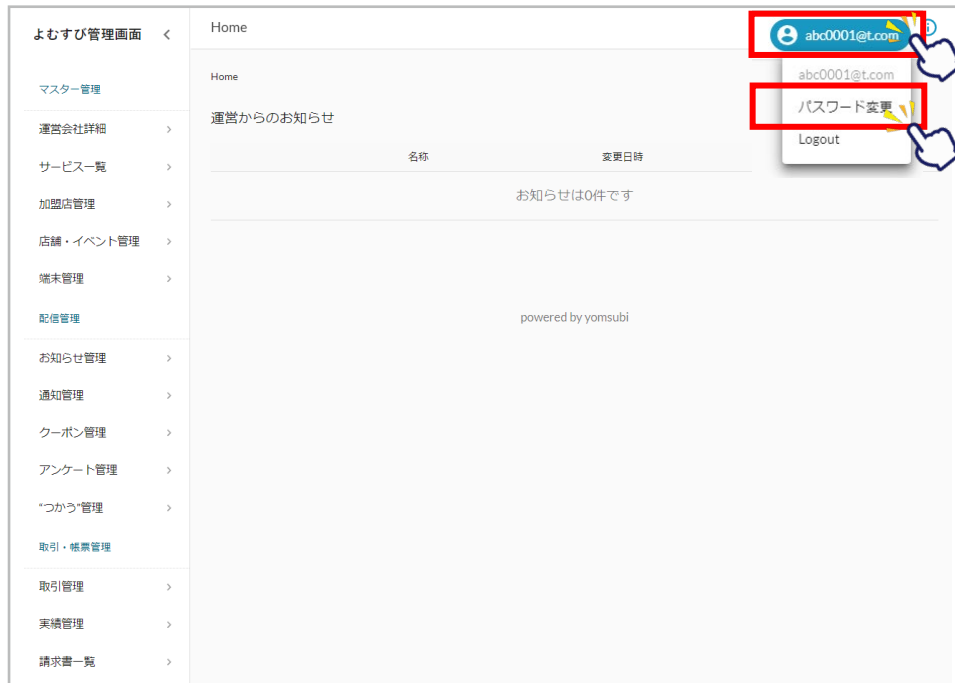 よむすび管理画面
Home
abc0001@t.com
abc0001@t.com
パスワード変更
Logout
Home
運営からのお知らせ
名称 変更日時
お知らせは0件です
powered by yomsubi
マスター管理
運営会社詳細
サービス一覧
加盟店管理
店舗・イベント管理
端末管理
配信管理
お知らせ管理
通知管理
クーポン管理
アンケート管理
"つかう"管理
取引・帳票管理
取引管理
実績管理
請求書一覧